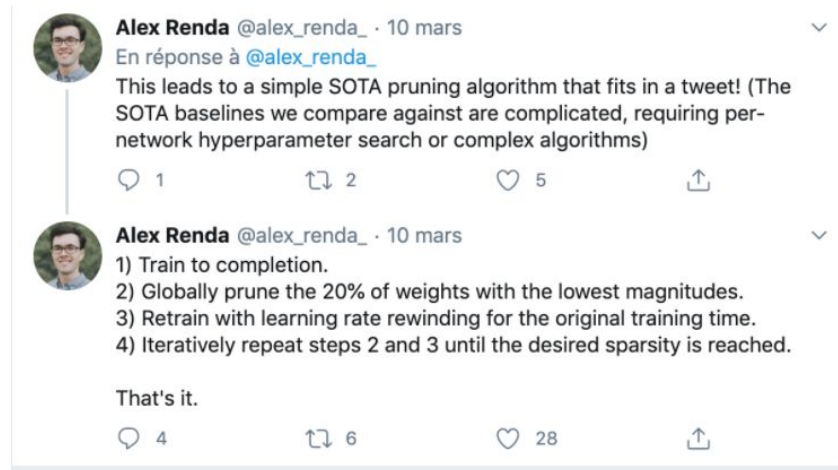 Alex Renda @alex_renda_ · 10 mars
En réponse à @alex_renda_
This leads to a simple SOTA pruning algorithm that fits in a tweet! (The
SOTA baselines we compare against are complicated, requiring per-
network hyperparameter search or complex algorithms)
1 2 5
Alex Renda @alex_renda_ · 10 mars
1) Train to completion.
2) Globally prune the 20% of weights with the lowest magnitudes.
3) Retrain with learning rate rewinding for the original training time.
4) Iteratively repeat steps 2 and 3 until the desired sparsity is reached.
That's it.
4 6 28